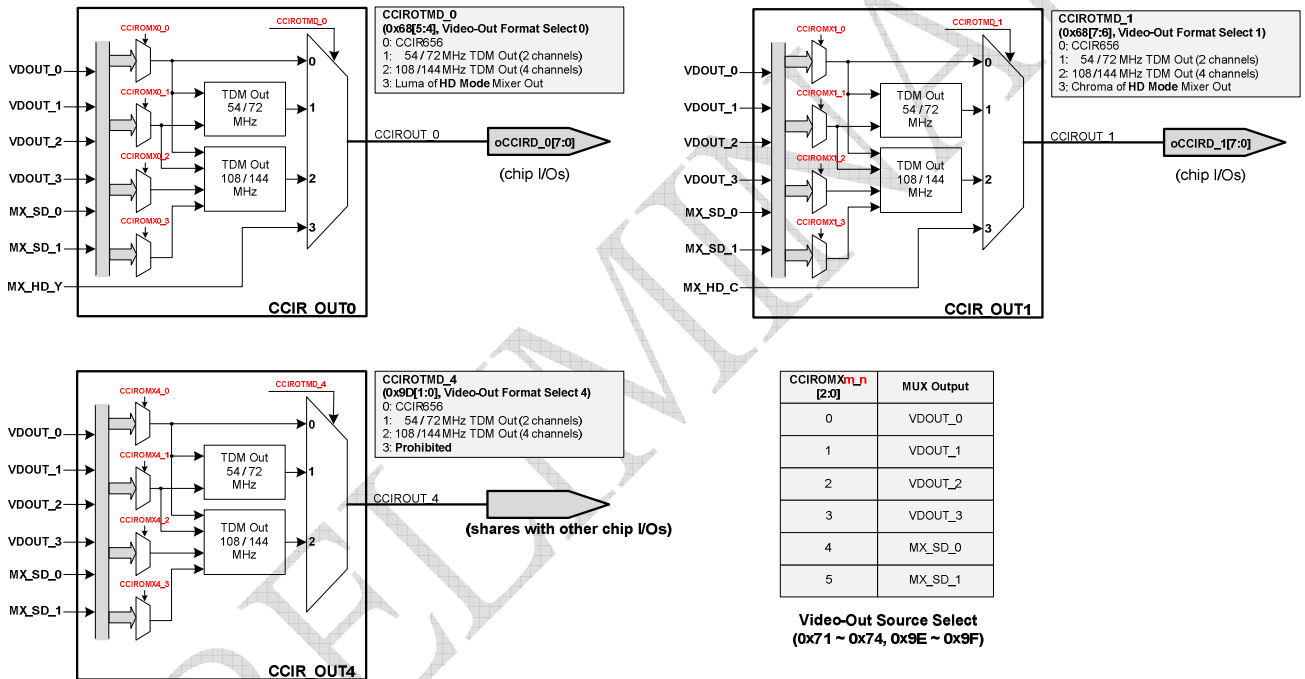 CCIROTMD_0
CCIROMX0_0
VDOUT_0
CCIROMX0_1
VDOUT_1
VDOUT_2
CCIROMX0_2
VDOUT_3
MX_SD_0
CCIROMX0_3
MX_SD_1
MX_HD_Y
TDM Out
54 / 72
MHz
TDM Out
108 / 144
MHz
0
1
2
3
CCIR_OUT0
CCIROTMD_0
(0x68[5:4], Video-Out Format Select 0)
0: CCIR656
1: 54 / 72 MHz TDM Out (2 channels)
2: 108 /144 MHz TDM Out (4 channels)
3: Luma of HD Mode Mixer Out
CCIROUT_0
oCCIRD_0[7:0]
(chip I/Os)
CCIROTMD_1
CCIROMX1_0
VDOUT_0
CCIROMX1_1
VDOUT_1
VDOUT_2
CCIROMX1_2
VDOUT_3
MX_SD_0
CCIROMX1_3
MX_SD_1
MX_HD_C
TDM Out
54 / 72
MHz
TDM Out
108 / 144
MHz
0
1
2
3
CCIR_OUT1
CCIROTMD_1
(0x68[7:6], Video-Out Format Select 1)
0: CCIR656
1: 54 / 72 MHz TDM Out (2 channels)
2: 108 /144 MHz TDM Out (4 channels)
3: Chroma of HD Mode Mixer Out
CCIROUT_1
oCCIRD_1[7:0]
(chip I/Os)
CCIROTMD_4
CCIROMX4_0
VDOUT_0
CCIROMX4_1
VDOUT_1
VDOUT_2
CCIROMX4_2
VDOUT_3
MX_SD_0
CCIROMX4_3
MX_SD_1
TDM Out
54 / 72
MHz
TDM Out
108 / 144
MHz
0
1
2
CCIR_OUT4
CCIROTMD_4
(0x9D[1:0], Video-Out Format Select 4)
0: CCIR656
1: 54 / 72 MHz TDM Out (2 channels)
2: 108 /144 MHz TDM Out (4 channels)
3: Prohibited
CCIROUT_4
(shares with other chip I/Os)
CCIROMXm_n [2:0] MUX Output
0 VDOUT_0
1 VDOUT_1
2 VDOUT_2
3 VDOUT_3
4 MX_SD_0
5 MX_SD_1
Video-Out Source Select
(0x71 ~ 0x74, 0x9E ~ 0x9F)